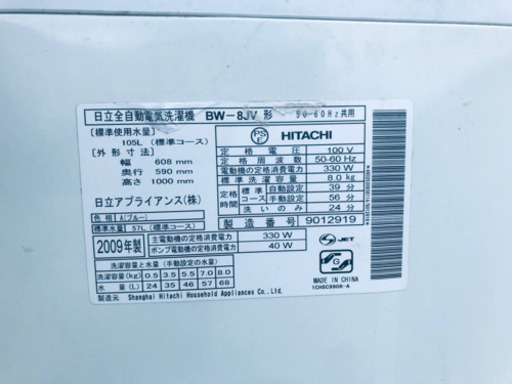 日立全自動電気洗濯機 BW-8JV 形 50-60Hz共用
[標準使用水量]
105L (標準コース)
[外形寸法]
幅 608mm
奥行 590mm
高さ 1000mm
日立アプライアンス(株)
色相 A(ブルー)
標準水量 57L (標準コース)
PS E HITACHI
定格電圧 100 V
定格周波数 50-60 Hz
電動機の定格消費電力 330 W
標準洗濯容量 8.0 kg
定格時間 標準コース 自動設定 39 分
手動設定 56 分
洗いのみ 24 分
製造番号 9012919
2009年製
主電動機の定格消費電力 330 W
ポンプ電動機の定格消費電力 40 W
S JET
洗濯容量と水量 (手動設定の水量)
洗濯容量(kg) 0.5 3.5 5.5 7.0 8.0
水量 (L) 24 35 46 57 68
製造元 Shanghai Hitachi Household Appliances Co., Ltd.
MADE IN CHINA
1CHSC9908-A